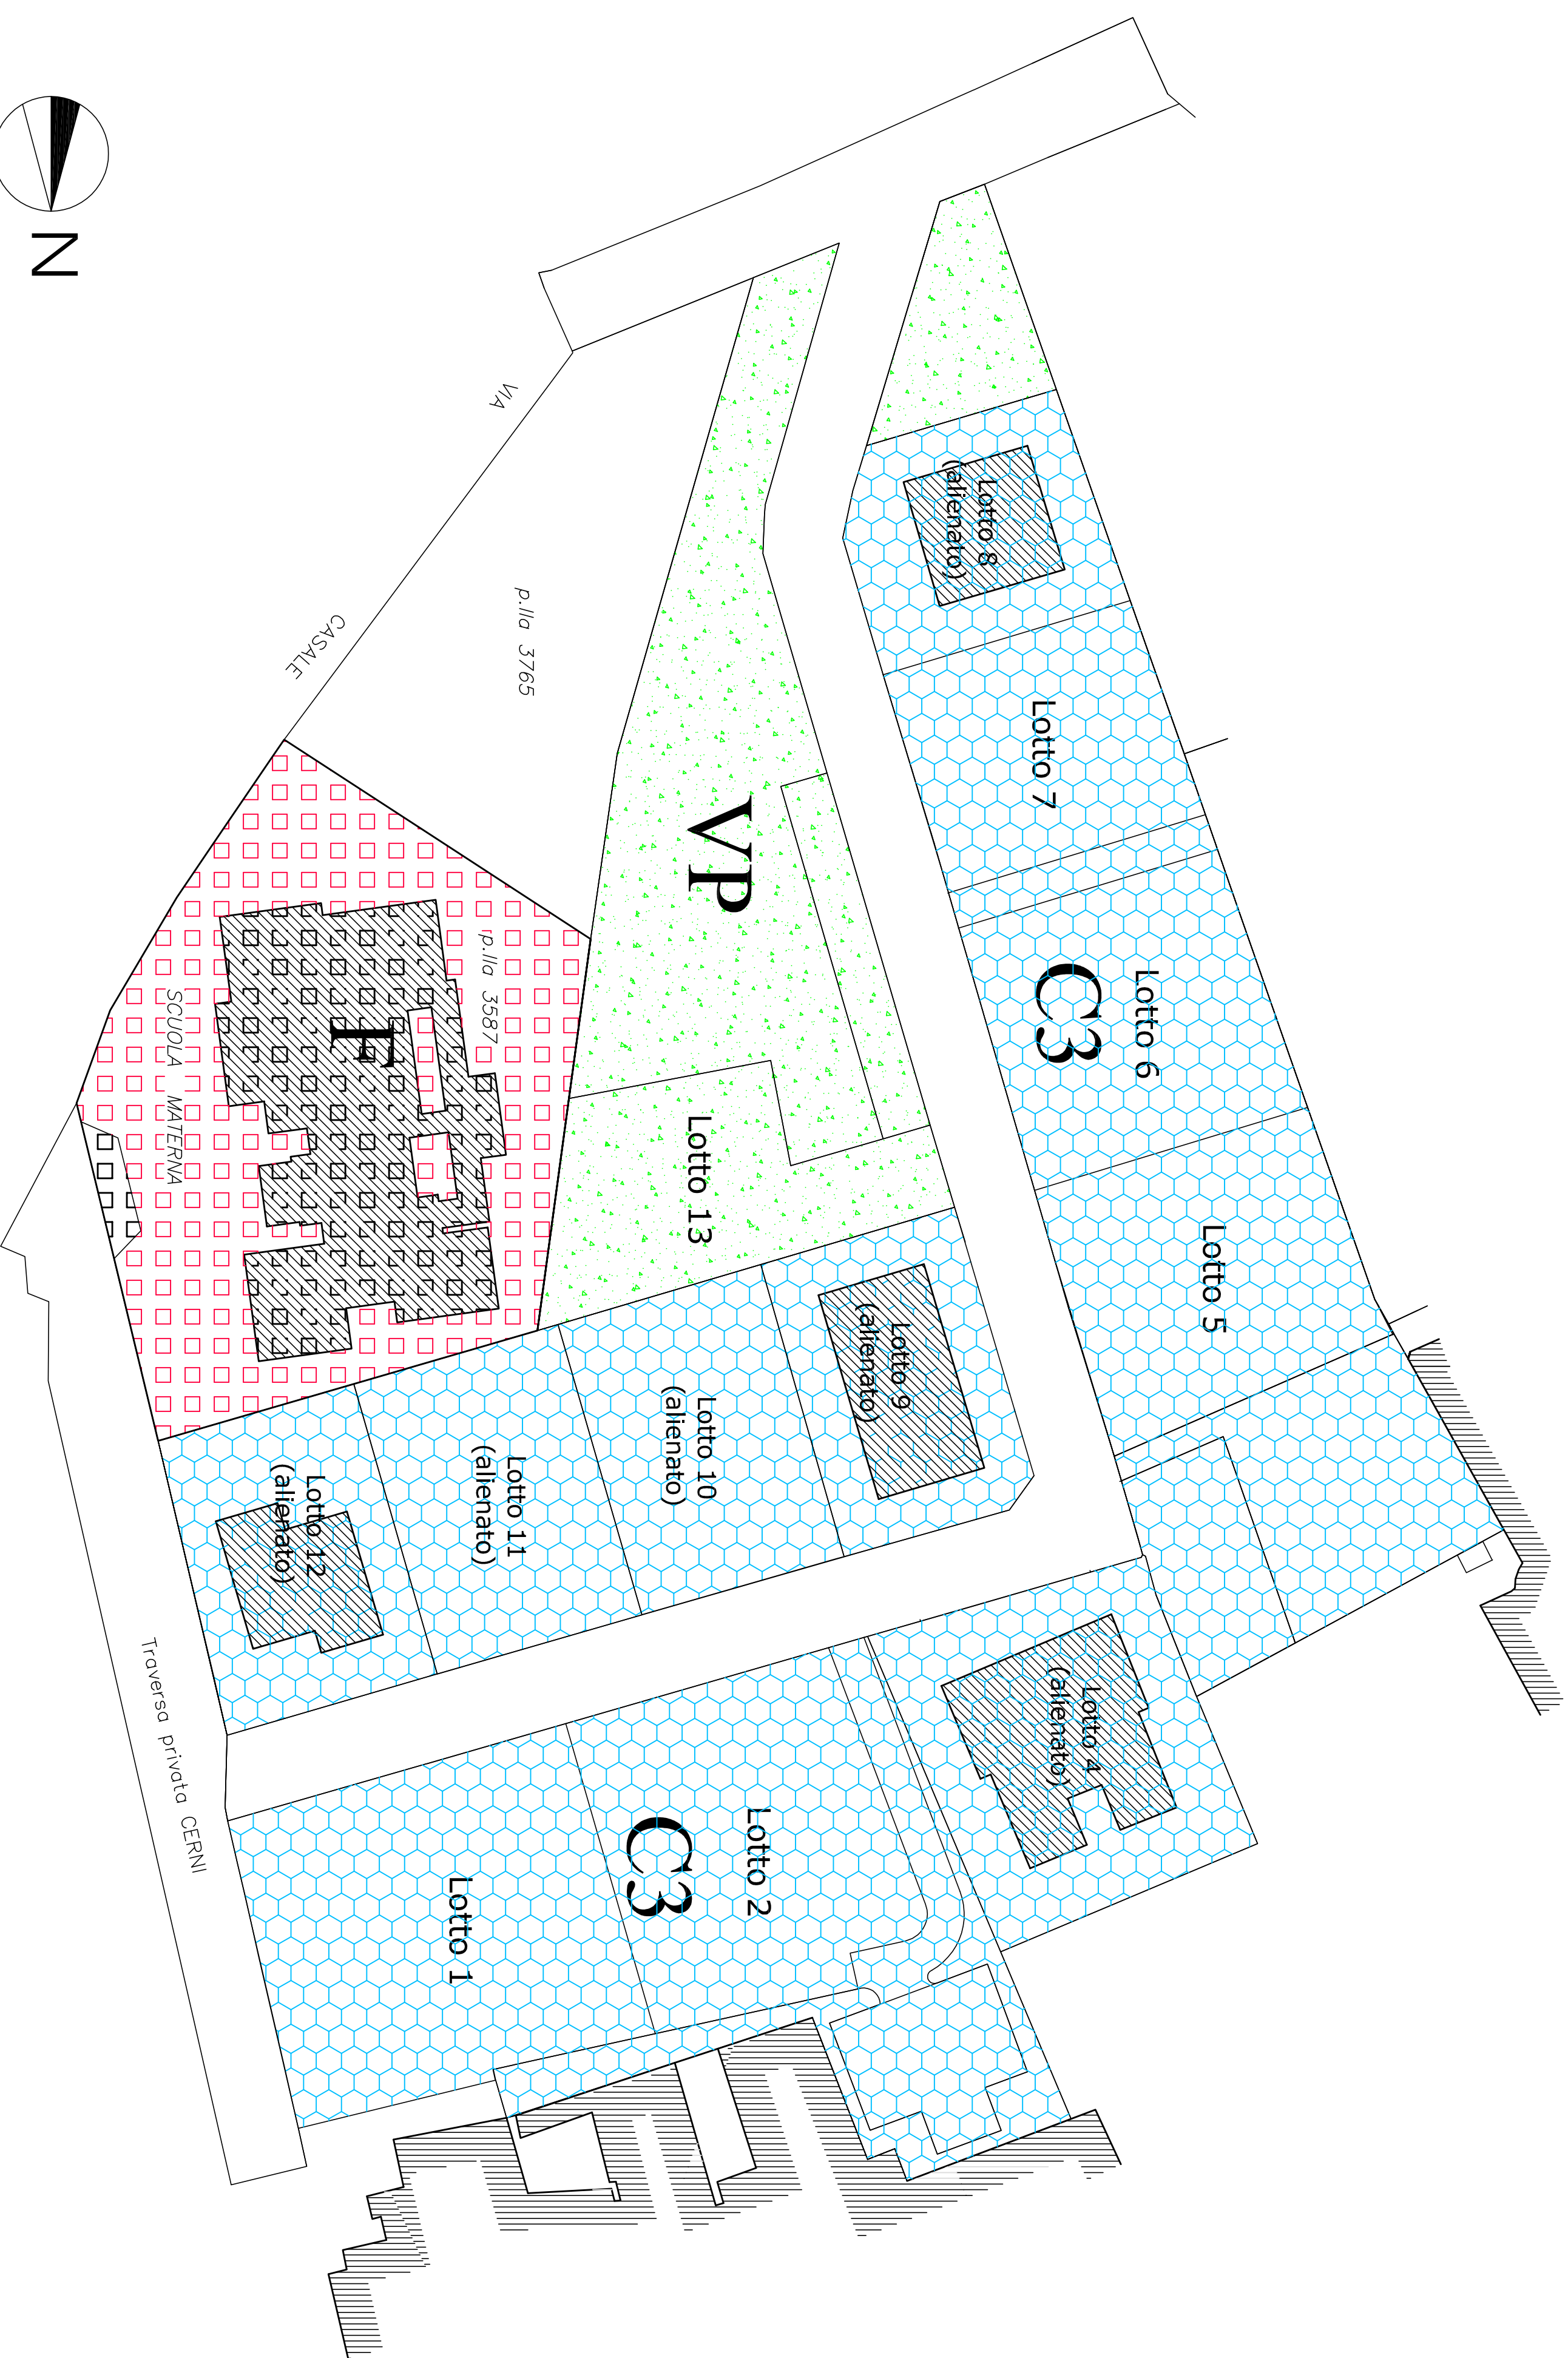 N
VIA
CASALE
p.lla 3765
p.lla 3587
SCUOLA MATERNA
F
VP
Lotto 13
Lotto 8
(alienato)
Lotto 7
Lotto 6
C3
Lotto 5
Lotto 9
(alienato)
Lotto 10
(alienato)
Lotto 11
(alienato)
Lotto 12
(alienato)
Lotto 4
(alienato)
Lotto 2
C3
Lotto 1
Traversa privata CERNI